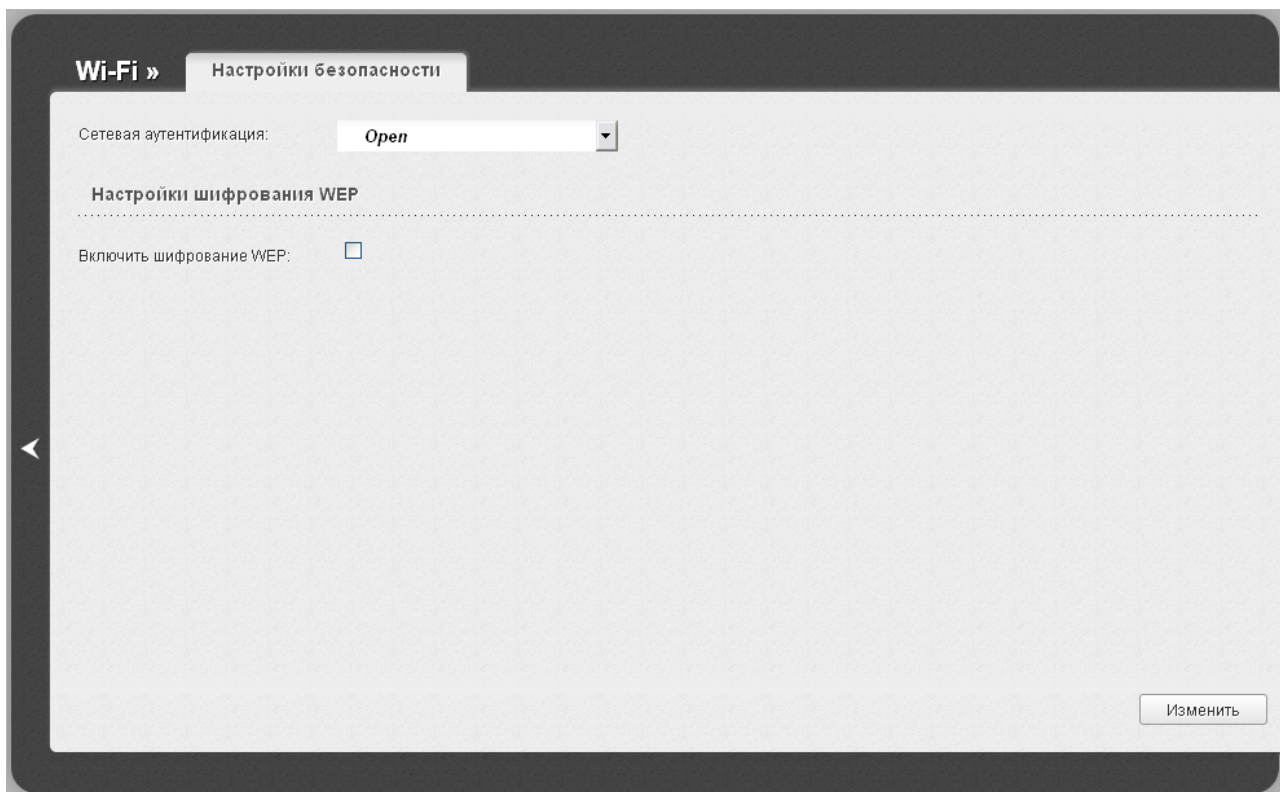 Wi-Fi » Настройки безопасности
Сетевая аутентификация: Open
Настройки шифрования WEP
Включить шифрование WEP:
Изменить